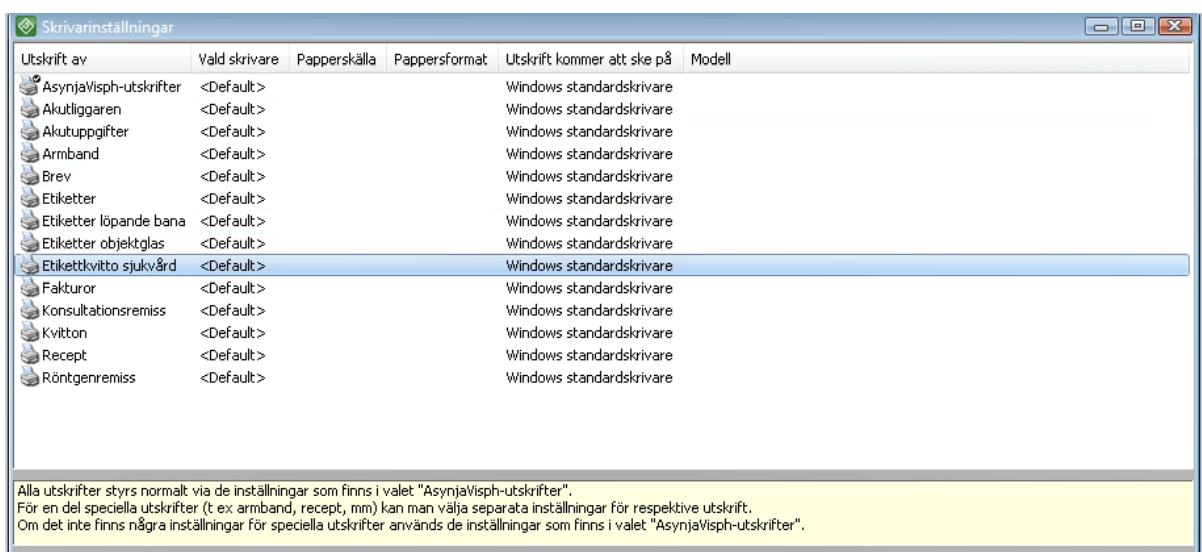 Skrivarinställningar
Utskrift av Vald skrivare Papperskälla Pappersformat Utskrift kommer att ske på Modell
AsynjaVisph-utskrifter <Default> Windows standardskrivare
Akutliggaren <Default> Windows standardskrivare
Akutuppgifter <Default> Windows standardskrivare
Armband <Default> Windows standardskrivare
Brev <Default> Windows standardskrivare
Etiketter <Default> Windows standardskrivare
Etiketter löpande bana <Default> Windows standardskrivare
Etiketter objektglas <Default> Windows standardskrivare
Etikettkvitto sjukvård <Default> Windows standardskrivare
Fakturor <Default> Windows standardskrivare
Konsultationsremiss <Default> Windows standardskrivare
Kvitton <Default> Windows standardskrivare
Recept <Default> Windows standardskrivare
Röntgenremiss <Default> Windows standardskrivare
Alla utskrifter styrs normalt via de inställningar som finns i valet "AsynjaVisph-utskrifter".
För en del speciella utskrifter (t ex armband, recept, mm) kan man välja separata inställningar för respektive utskrift.
Om det inte finns några inställningar för speciella utskrifter används de inställningar som finns i valet "AsynjaVisph-utskrifter".